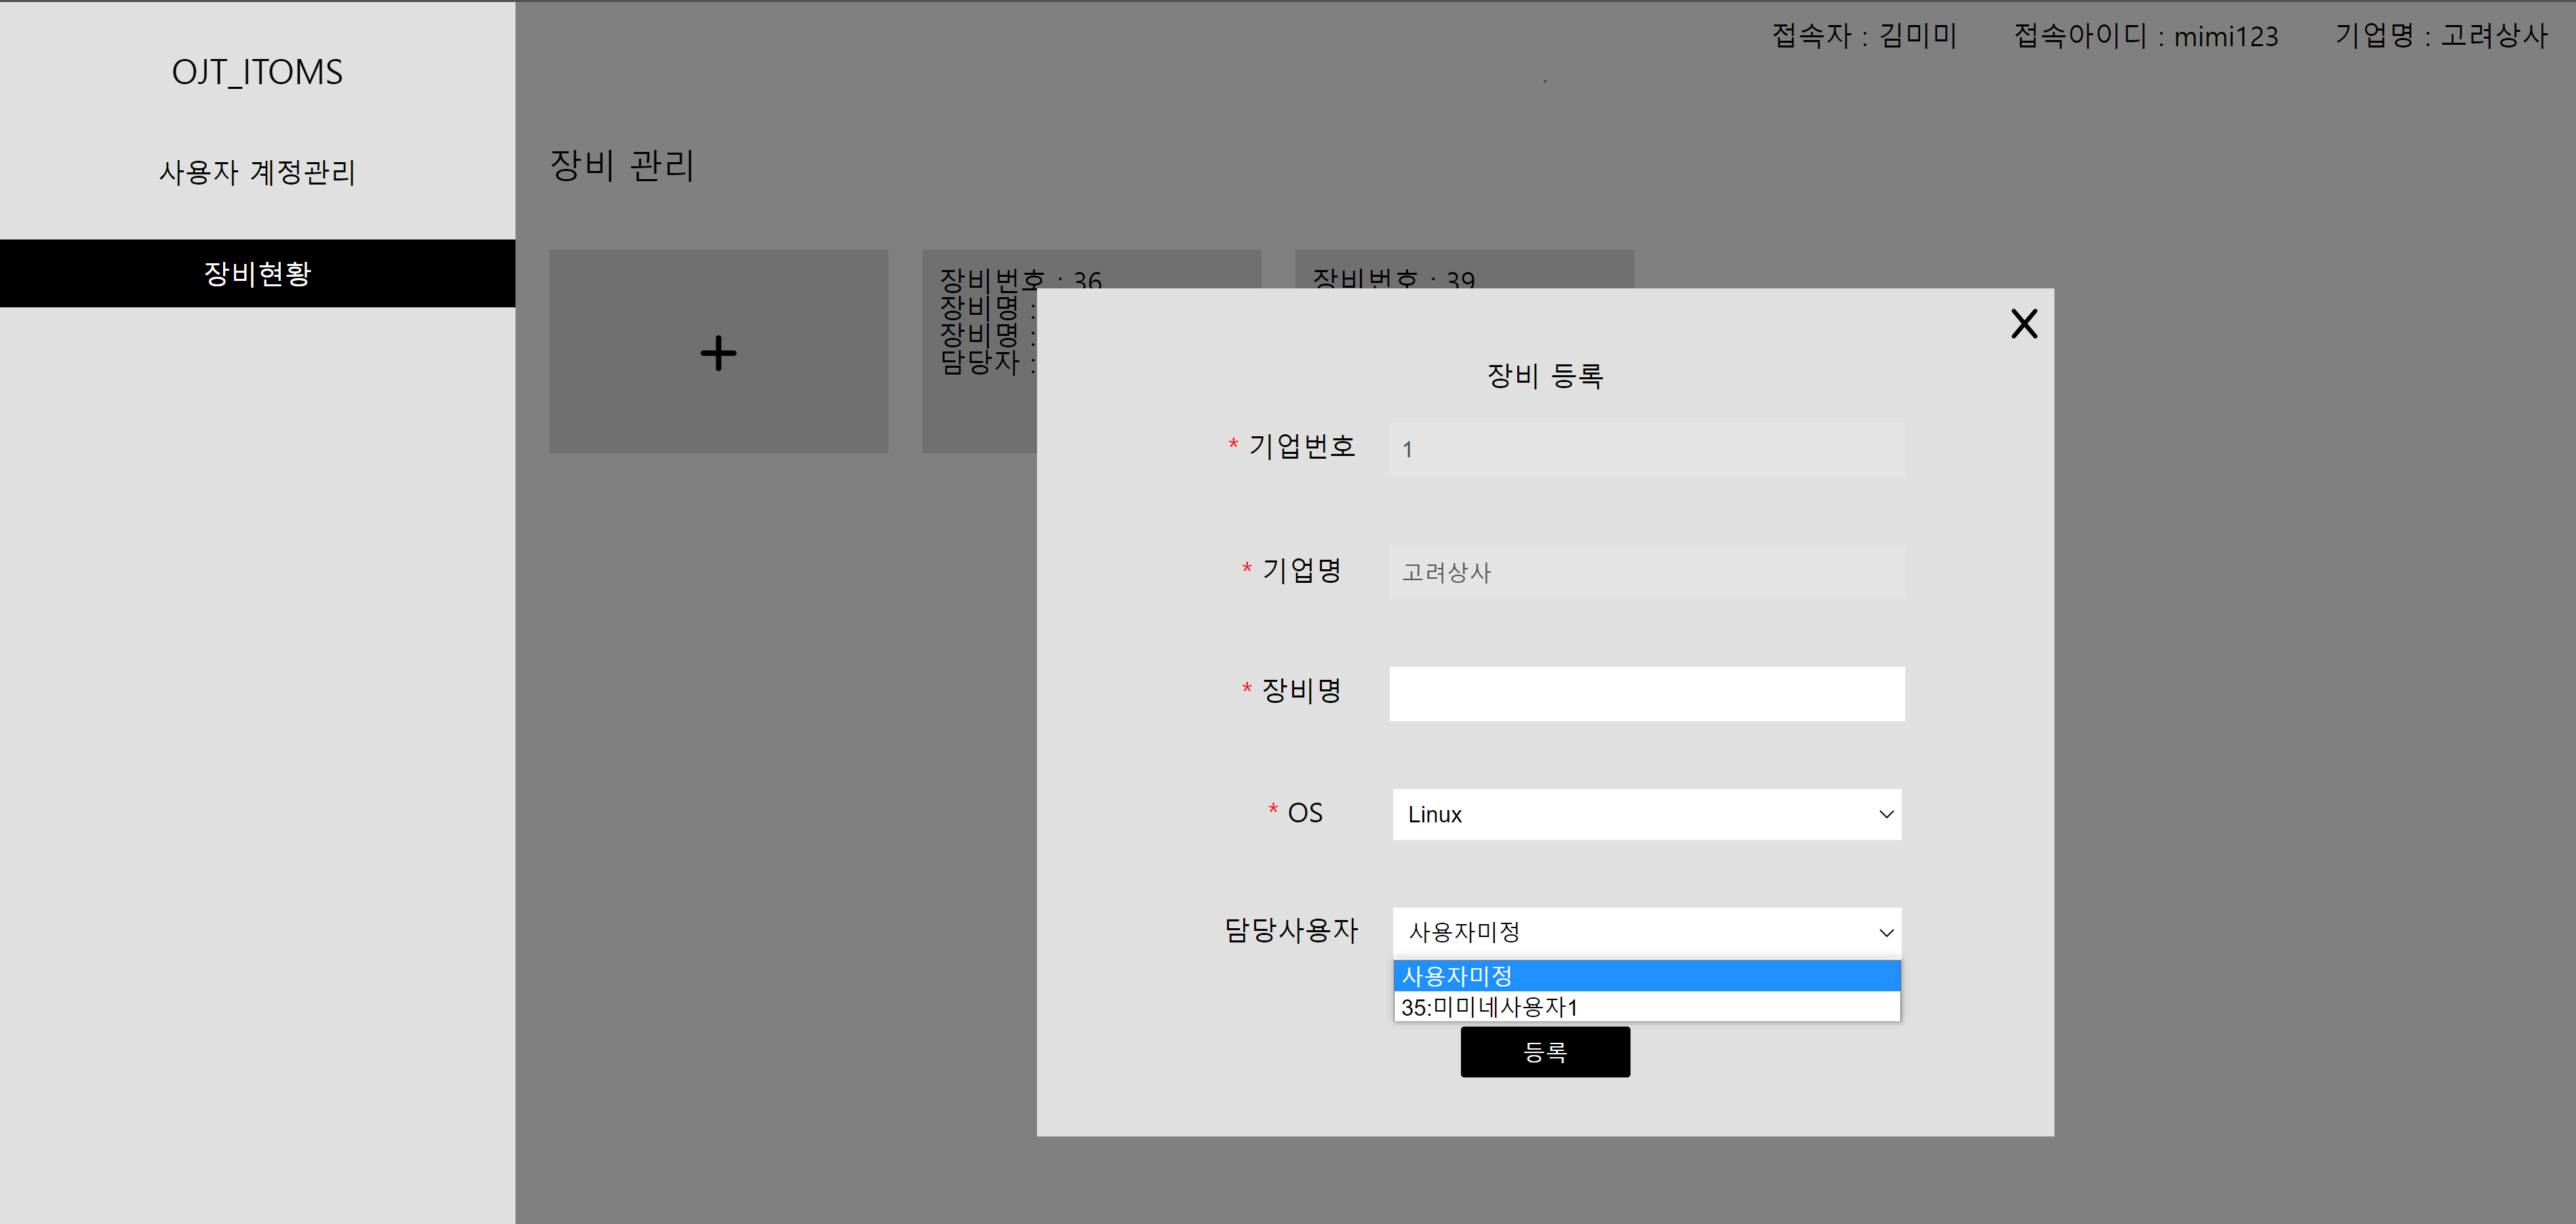 OJT_ITOMS
사용자 계정관리
장비현황
접속자 : 김미미 접속아이디 : mimi123 기업명 : 고려상사
장비 관리
장비번호 : 36
장비명 :
장비명 :
담당자 :
장비번호 : 39
장비 등록
* 기업번호 1
* 기업명 고려상사
* 장비명
* OS Linux
담당사용자 사용자미정
사용자미정
35:미미네사용자1
등록